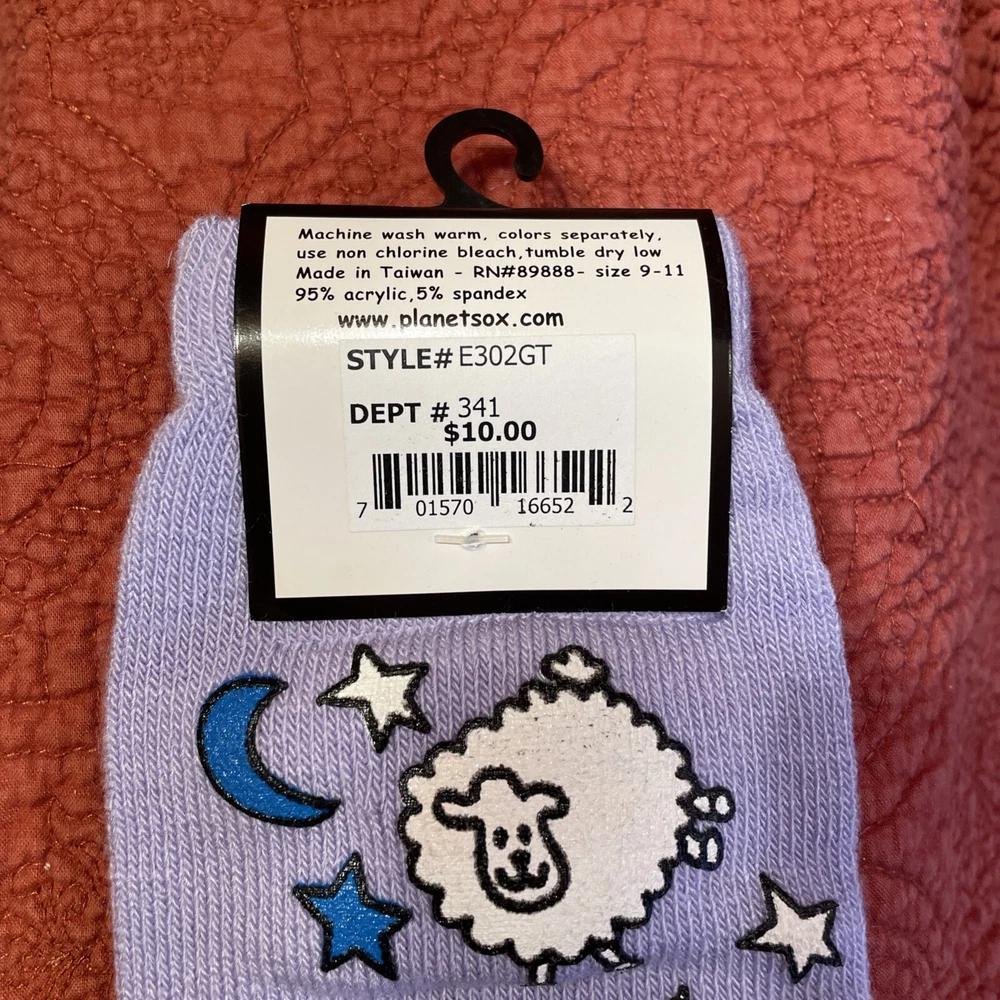 Machine wash warm, colors separately,
use non chlorine bleach,tumble dry low
Made in Taiwan - RN#89888- size 9-11
95% acrylic,5% spandex
www.planetsox.com
STYLE# E302GT
DEPT # 341
$10.00
7 01570 16652 2